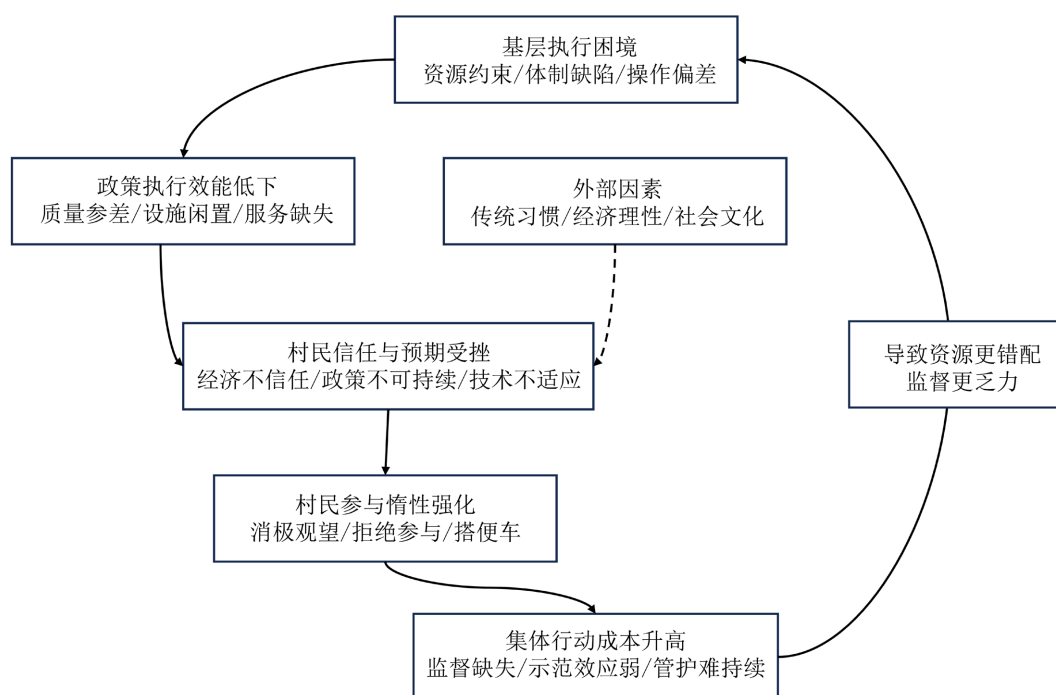 基层执行困境
资源约束/体制缺陷/操作偏差
政策执行效能低下
质量参差/设施闲置/服务缺失
外部因素
传统习惯/经济理性/社会文化
村民信任与预期受挫
经济不信任/政策不可持续/技术不适应
导致资源更错配
监督更乏力
村民参与惰性强化
消极观望/拒绝参与/搭便车
集体行动成本升高
监督缺失/示范效应弱/管护难持续